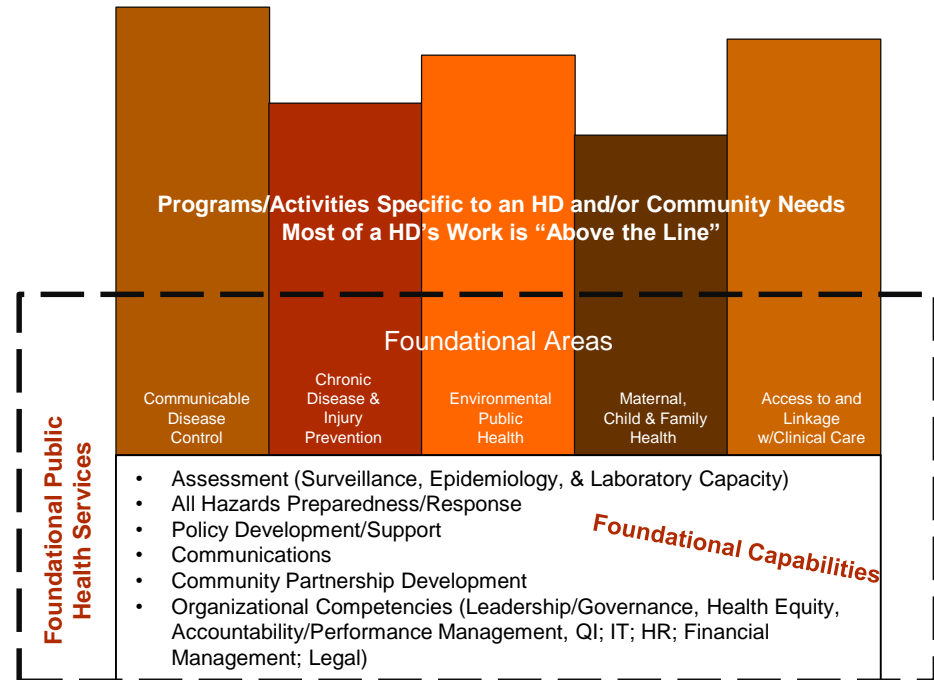 Programs/Activities Specific to an HD and/or Community Needs
Most of a HD's Work is “Above the Line”
Foundational Areas
Communicable
Disease
Control
Chronic
Disease &
Injury
Prevention
Environmental
Public
Health
Maternal,
Child & Family
Health
Access to and
Linkage
w/Clinical Care
Foundational Public
Health Services
• Assessment (Surveillance, Epidemiology, & Laboratory Capacity)
• All Hazards Preparedness/Response
• Policy Development/Support
• Communications
• Community Partnership Development
• Organizational Competencies (Leadership/Governance, Health Equity,
Accountability/Performance Management, QI; IT; HR; Financial
Management; Legal)
Foundational Capabilities